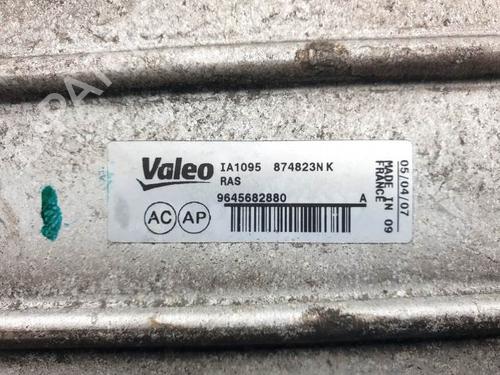 Valeo
IA1095 874823N K
RAS
9645682880 A
AC AP
05/04/07
MADE IN 09
FRANCE